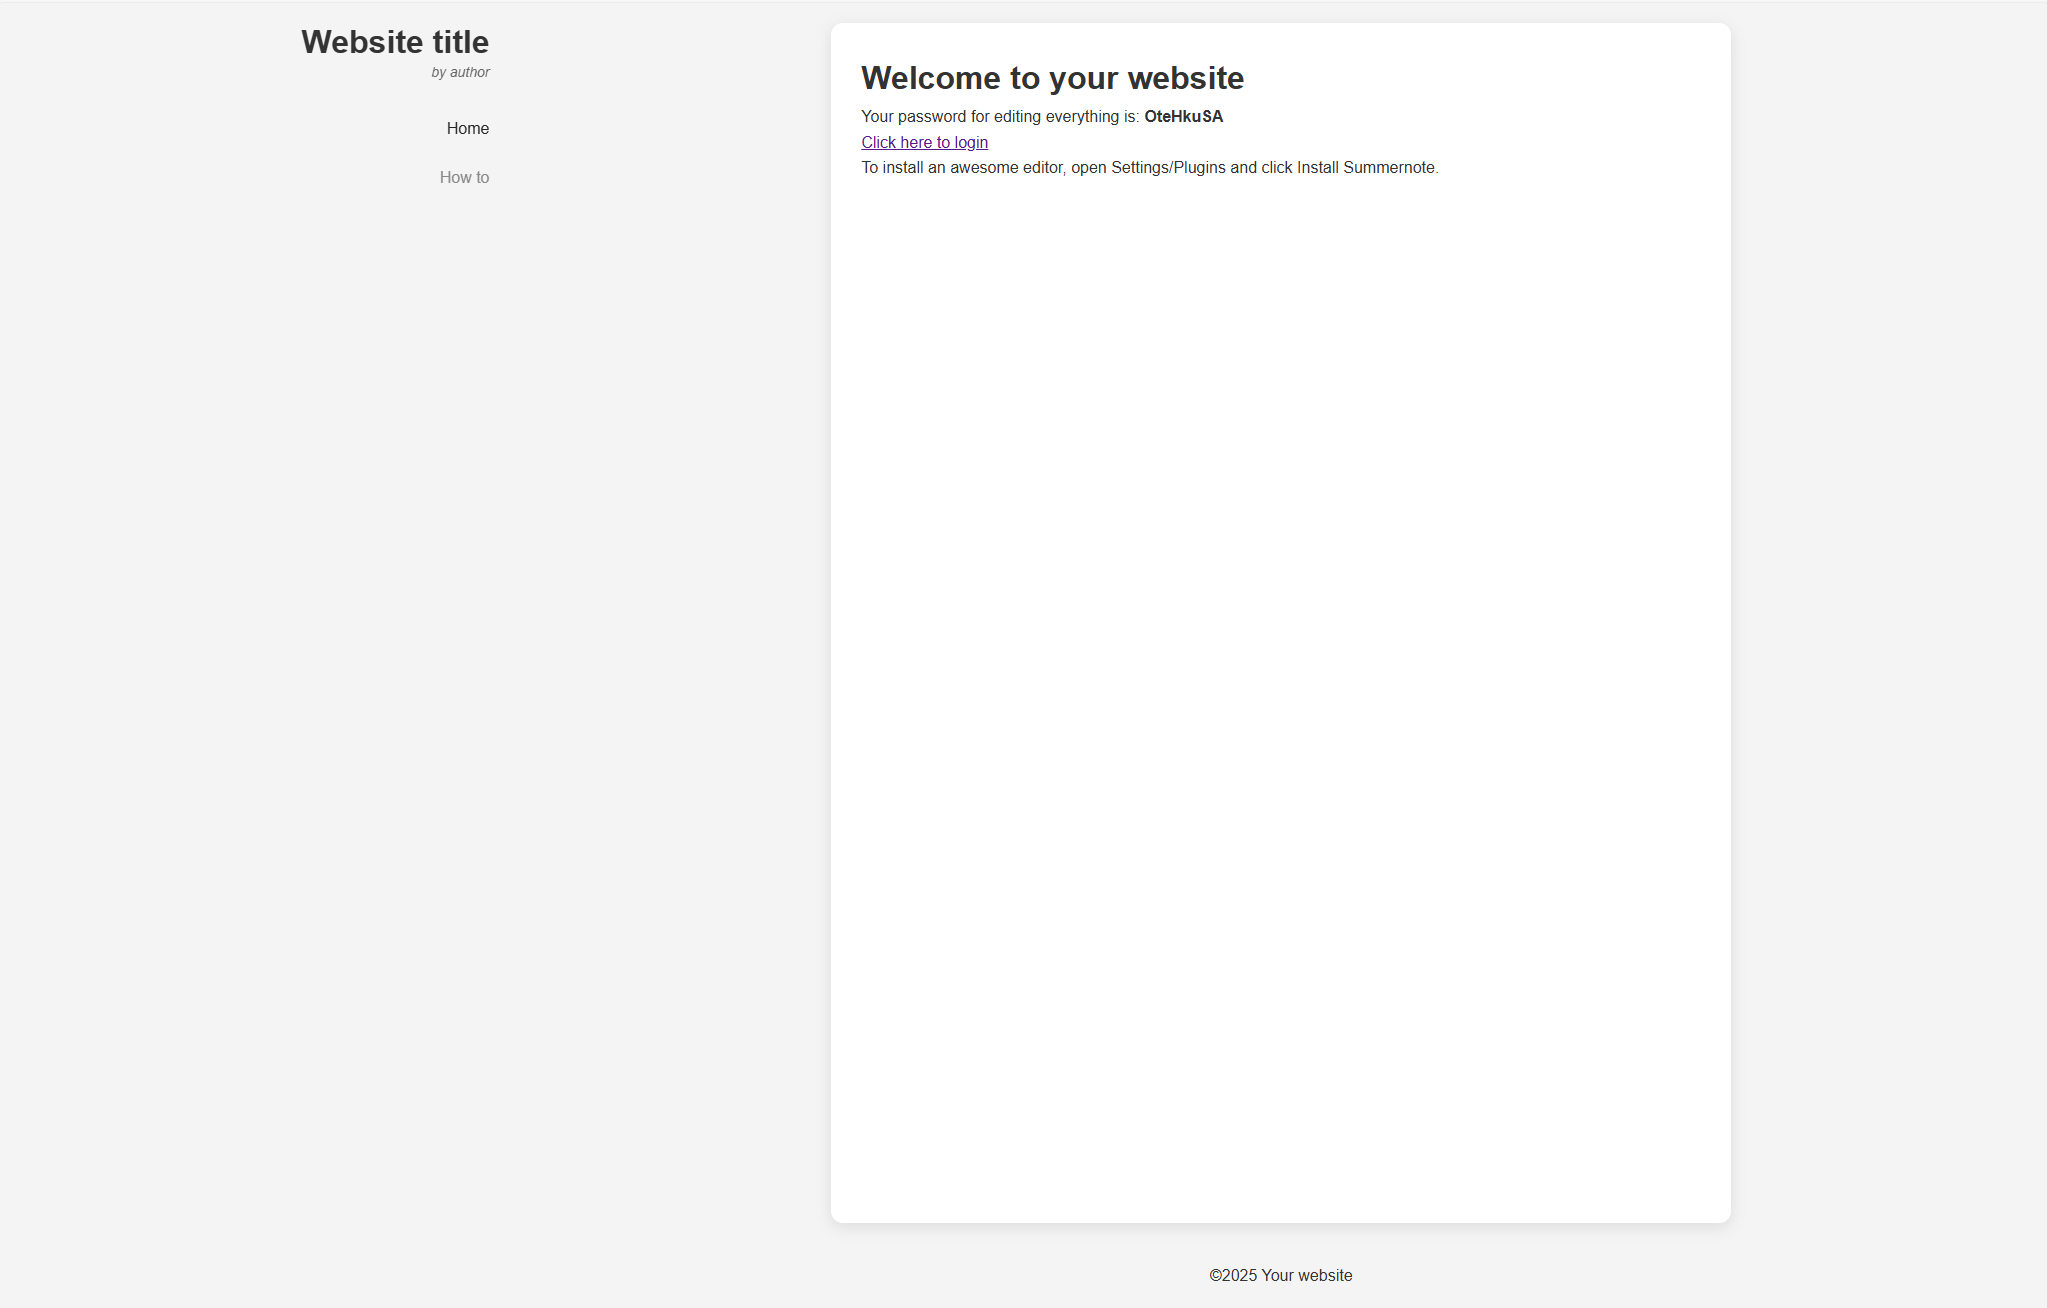 Website title
by author
Home
How to
Welcome to your website
Your password for editing everything is: OteHkuSA
Click here to login
To install an awesome editor, open Settings/Plugins and click Install Summernote.
©2025 Your website